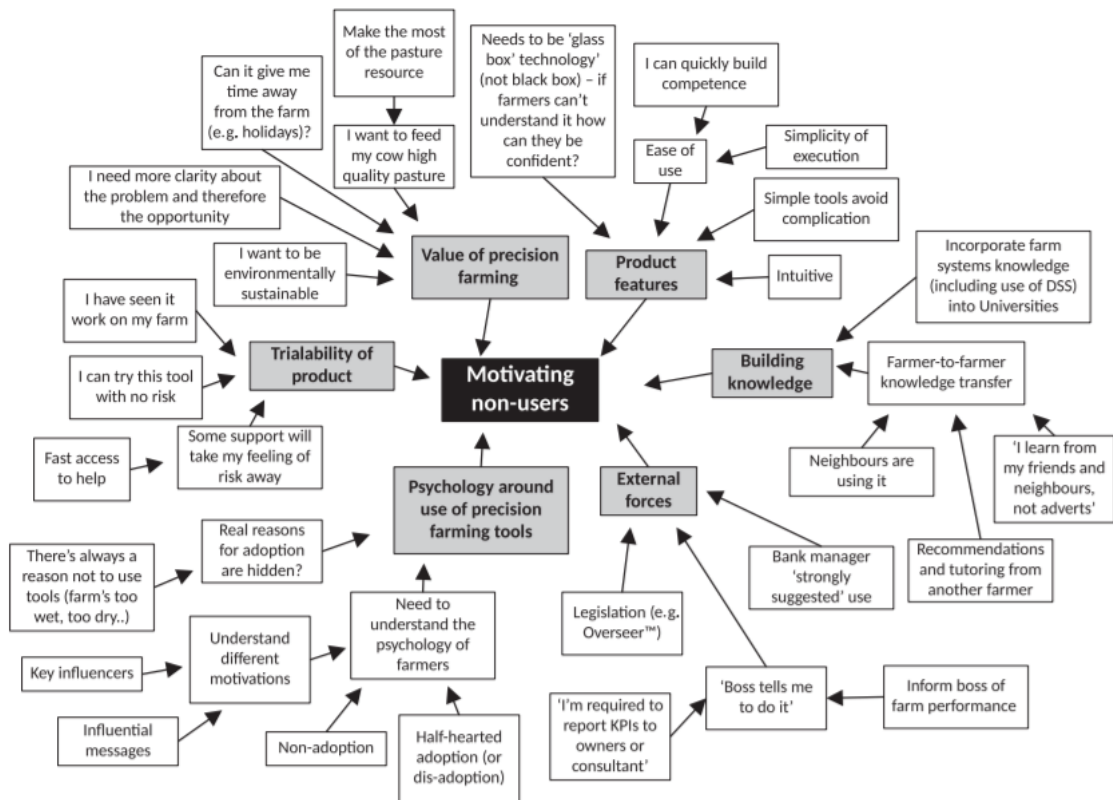 Make the most
of the pasture
resource
Needs to be ‘glass
box’ technology’
(not black box) – if
farmers can’t
understand it how
can they be
confident?
I can quickly build
competence
Can it give me
time away
from the farm
(e.g. holidays)?
I want to feed
my cow high
quality pasture
Ease of
use
Simplicity of
execution
I need more clarity about
the problem and therefore
the opportunity
Simple tools avoid
complication
I want to be
environmentally
sustainable
Value of precision
farming
Product
features
Intuitive
Incorporate farm
systems knowledge
(including use of DSS)
into Universities
I have seen it
work on my farm
Trialability of
product
Motivating
non-users
Building
knowledge
Farmer-to-farmer
knowledge transfer
I can try this tool
with no risk
Fast access
to help
Some support will
take my feeling of
risk away
Psychology around
use of precision
farming tools
External
forces
Neighbours are
using it
‘I learn from
my friends and
neighbours,
not adverts’
Real reasons
for adoption
are hidden?
There’s always a
reason not to use
tools (farm’s too
wet, too dry..)
Bank manager
‘strongly
suggested’ use
Recommendations
and tutoring from
another farmer
Need to
understand the
psychology of
farmers
Legislation (e.g.
Overseer™)
Understand
different
motivations
Key influencers
Influential
messages
Non-adoption
Half-hearted
adoption (or
dis-adoption)
‘I’m required to
report KPIs to
owners or
consultant’
‘Boss tells me
to do it’
Inform boss of
farm performance